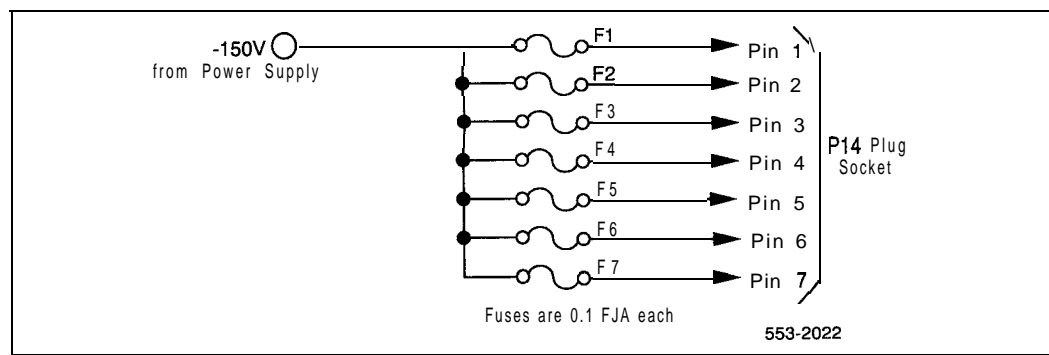 -150V
from Power Supply
F1
Pin 1
F2
Pin 2
F3
Pin 3
F4
Pin 4
F5
Pin 5
F6
Pin 6
F7
Pin 7
P14 Plug
Socket
Fuses are 0.1 FJA each
553-2022